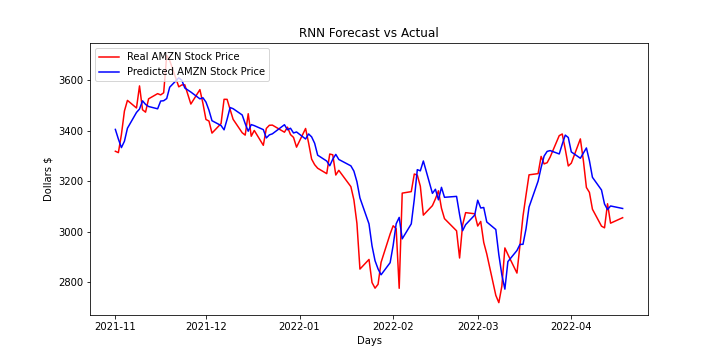 RNN Forecast vs Actual
Real AMZN Stock Price
Predicted AMZN Stock Price
Dollars $
3600
3400
3200
3000
2800
2021-11 2021-12 2022-01 2022-02 2022-03 2022-04
Days